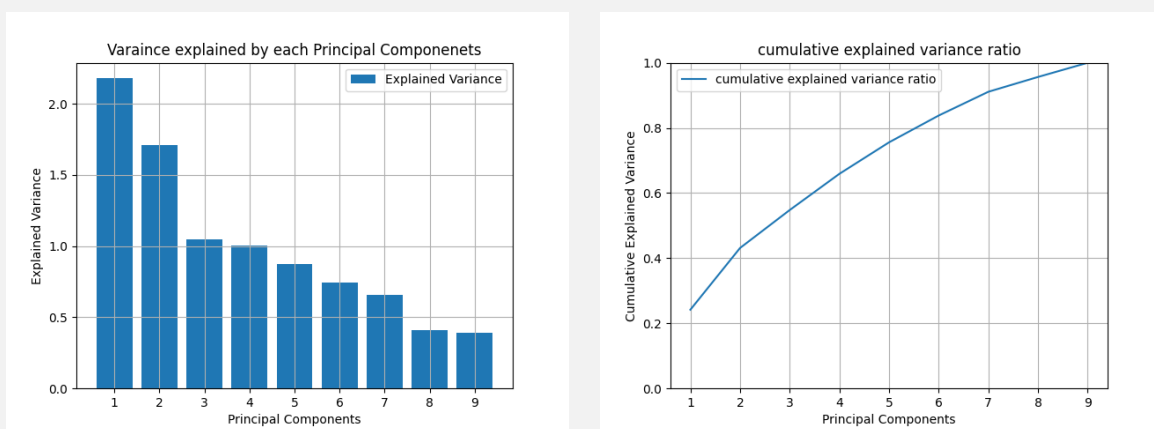 Varaince explained by each Principal Componenets
Explained Variance
2.0
1.5
1.0
0.5
0.0
Explained Variance
1 2 3 4 5 6 7 8 9
Principal Components
cumulative explained variance ratio
cumulative explained variance ratio
1.0
0.8
0.6
0.4
0.2
0.0
Cumulative Explained Variance
1 2 3 4 5 6 7 8 9
Principal Components